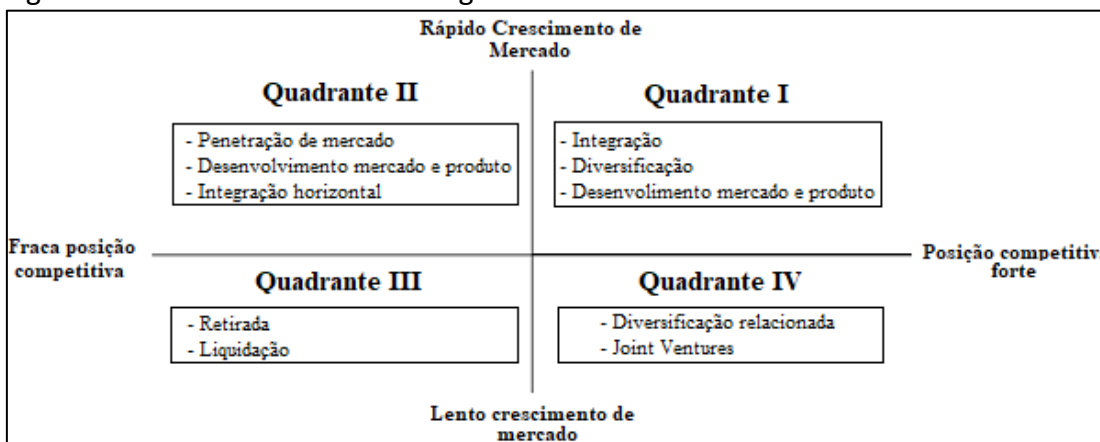 Rápido Crescimento de
Mercado
Quadrante II
Quadrante I
- Penetração de mercado
- Desenvolvimento mercado e produto
- Integração horizontal
- Integração
- Diversificação
- Desenvolimento mercado e produto
Fraca posição
competitiva
Posição competitiv
forte
Quadrante III
Quadrante IV
- Retirada
- Liquidação
- Diversificação relacionada
- Joint Ventures
Lento crescimento de
mercado